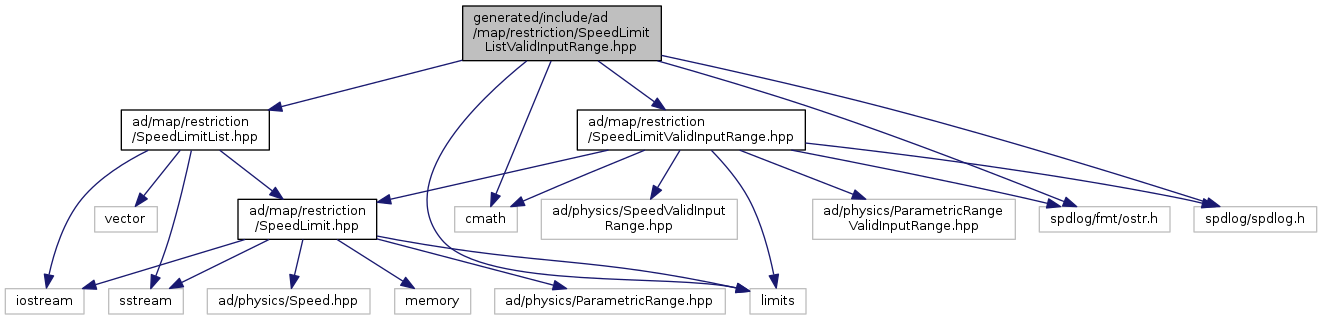 generated/include/ad
/map/restriction/SpeedLimit
ListValidInputRange.hpp
ad/map/restriction
/SpeedLimitList.hpp
ad/map/restriction
/SpeedLimitValidInputRange.hpp
vector
ad/map/restriction
/SpeedLimit.hpp
cmath
ad/physics/SpeedValidInput
Range.hpp
ad/physics/ParametricRange
ValidInputRange.hpp
spdlog/fmt/ostr.h
spdlog/spdlog.h
iostream
sstream
ad/physics/Speed.hpp
memory
ad/physics/ParametricRange.hpp
limits